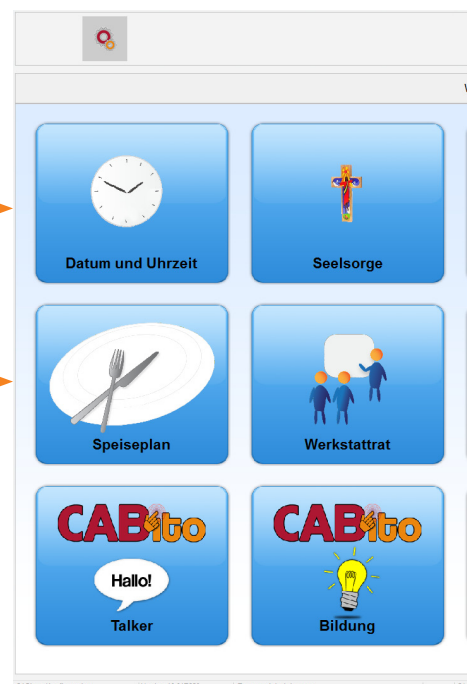 Datum und Uhrzeit
Seelsorge
Speiseplan
Werkstattrat
CABito
Hallo!
Talker
CABito
Bildung